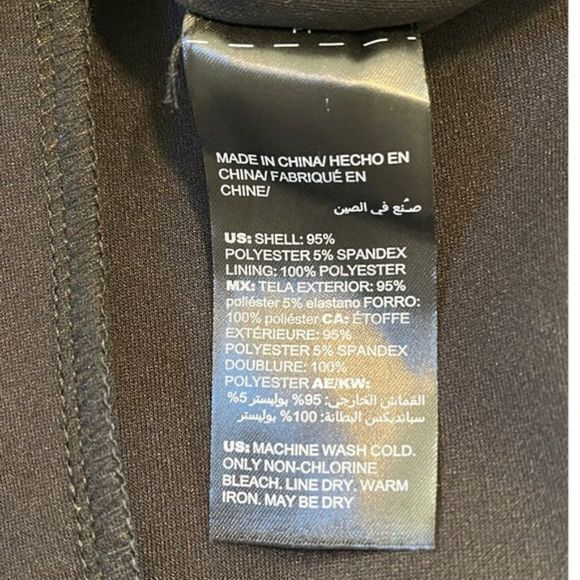 MADE IN CHINA/ HECHO EN
CHINA/ FABRIQUÉ EN
CHINE/
صنع في الصين
US: SHELL: 95%
POLYESTER 5% SPANDEX
LINING: 100% POLYESTER
MX: TELA EXTERIOR: 95%
poliéster 5% elastano FORRO:
100% poliéster CA: ÉTOFFE
EXTÉRIEURE: 95%
POLYESTER 5% SPANDEX
DOUBLURE: 100%
POLYESTER AE/KW:
القماش الخارجي: 95% بوليستر 5%
سبانديكس البطانة: 100% بوليستر
US: MACHINE WASH COLD.
ONLY NON-CHLORINE
BLEACH. LINE DRY. WARM
IRON. MAY BE DRY